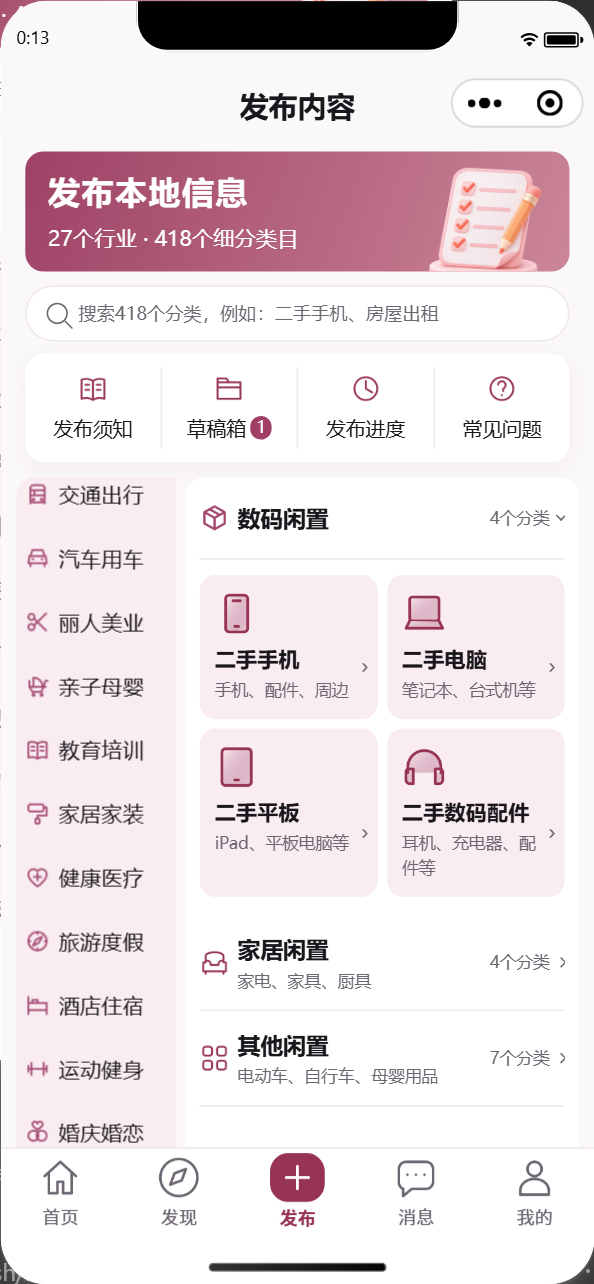 0:13
发布内容
发布本地信息
27个行业 · 418个细分类目
搜索418个分类，例如：二手手机、房屋出租
发布须知
草稿箱 1
发布进度
常见问题
交通出行
汽车用车
丽人美业
亲子母婴
教育培训
家居家装
健康医疗
旅游度假
酒店住宿
运动健身
婚庆婚恋
数码闲置
4个分类
二手手机
手机、配件、周边
二手电脑
笔记本、台式机等
二手平板
iPad、平板电脑等
二手数码配件
耳机、充电器、配
件等
家居闲置
家电、家具、厨具
4个分类
其他闲置
电动车、自行车、母婴用品
7个分类
首页
发现
发布
消息
我的